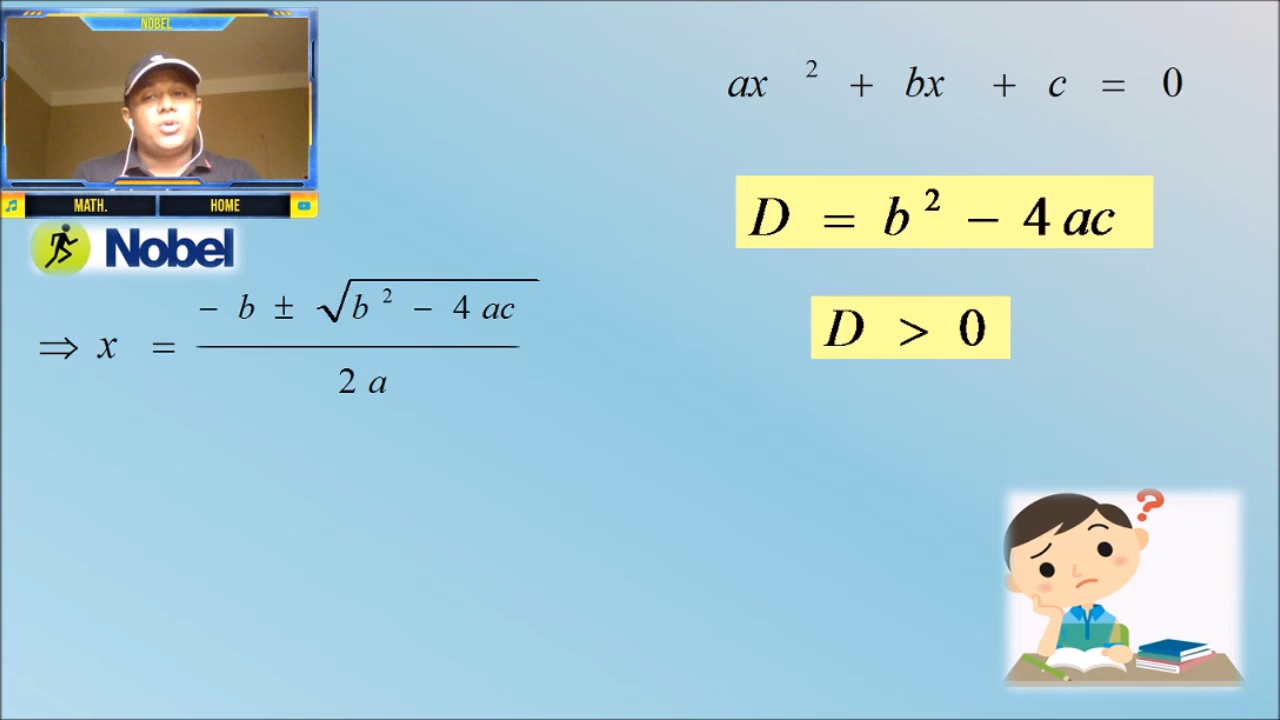 NOBEL
MATH. HOME
Nobel
ax² + bx + c = 0
D = b² − 4ac
D > 0
⇒ x = −b ± √b² − 4ac
2a
?